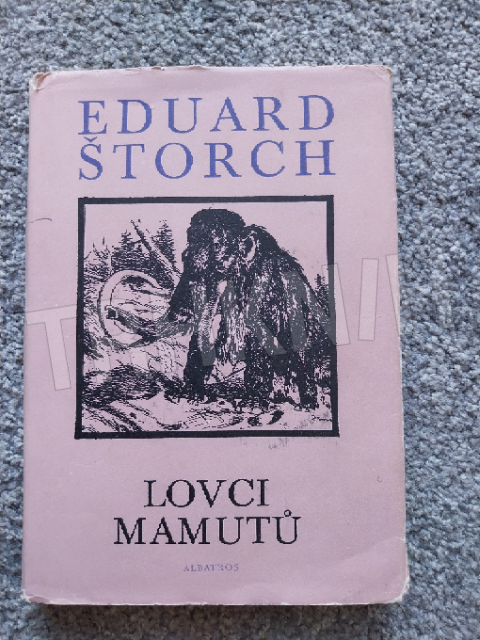 EDUARD
ŠTORCH
LOVCI
MAMUTŮ
ALBATROS